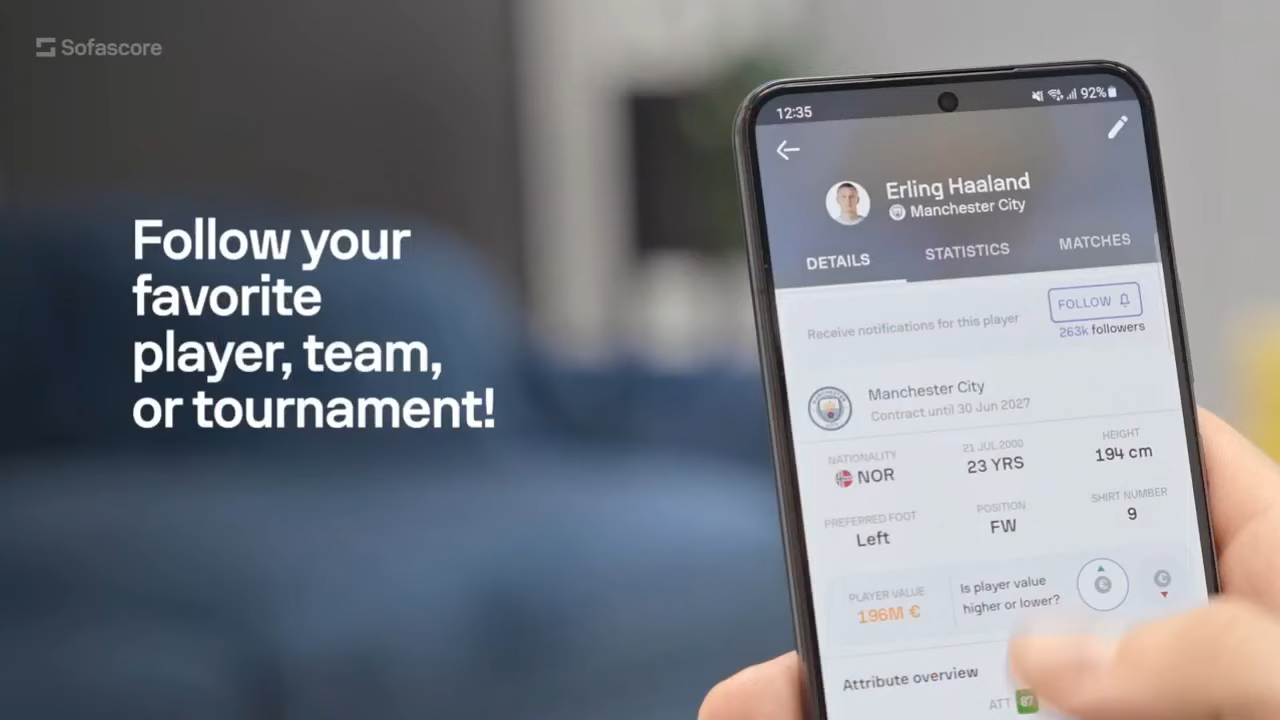 Sofascore
Follow your
favorite
player, team,
or tournament!
12:35
92%
Erling Haaland
Manchester City
DETAILS
STATISTICS
MATCHES
Receive notifications for this player
FOLLOW
263k followers
Manchester City
Contract until 30 Jun 2027
NATIONALITY
NOR
21 JUL 2000
23 YRS
HEIGHT
194 cm
PREFERRED FOOT
Left
POSITION
FW
SHIRT NUMBER
9
PLAYER VALUE
196M €
Is player value
higher or lower?
€
€
Attribute overview
ATT 87